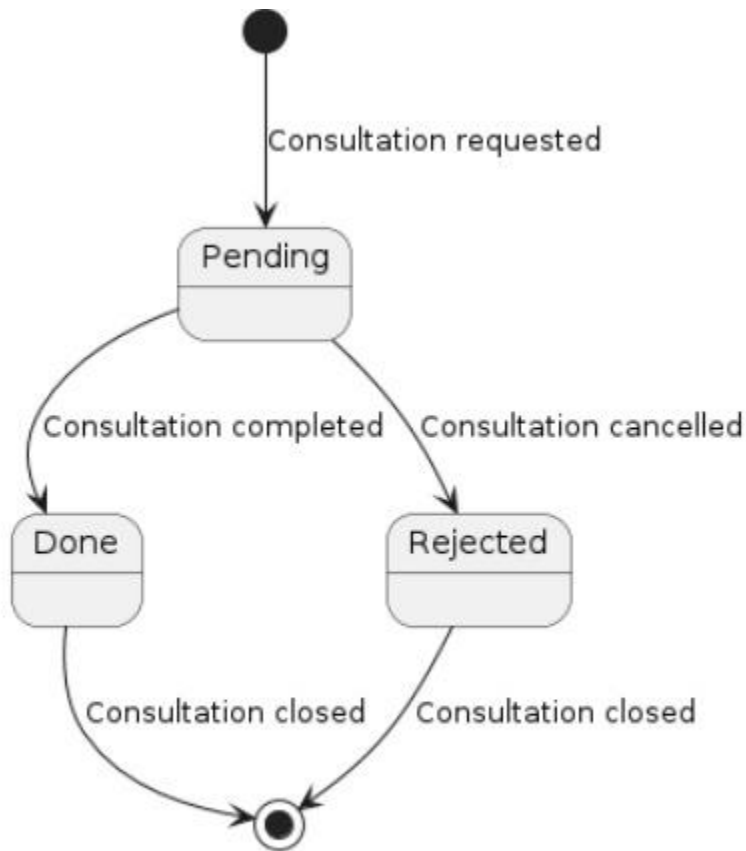 Consultation requested
Pending
Consultation completed
Consultation cancelled
Done
Rejected
Consultation closed
Consultation closed